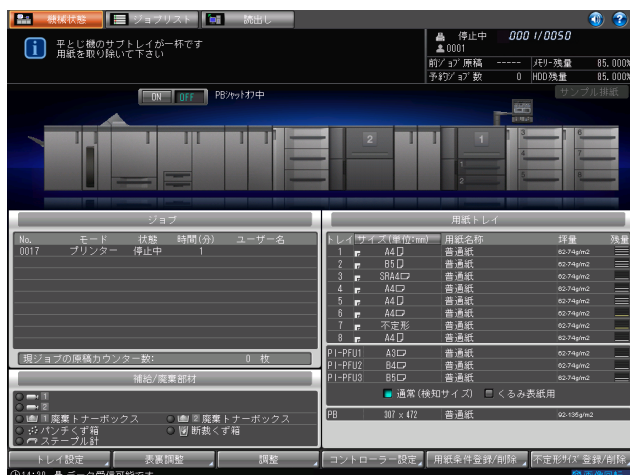 機械状態 ジョブリスト 読出し
平とじ機のサブトレイが一杯です
用紙を取り除いて下さい
停止中 000 1/0050
0001
前ジョブ原稿 ----- メモリー残量 85.000%
予約ジョブ数 0 HDD残量 85.000%
ON OFF PBシャットオフ中 サンプル排紙
2 1 3 6
4 7
5 8
1
2
ジョブ
No. モード 状態 時間(分) ユーザー名
0017 プリンター 停止中 1
現ジョブの原稿カウンター数: 0 枚
用紙トレイ
トレイ サイズ(単位:mm) 用紙名称 坪量 残量
1 A4 普通紙 62-74g/m2
2 B5 普通紙 62-74g/m2
3 SRA4 普通紙 62-74g/m2
4 A4 普通紙 62-74g/m2
5 A4 普通紙 62-74g/m2
6 A4 普通紙 62-74g/m2
7 不定形 普通紙 62-74g/m2
8 A4 普通紙 62-74g/m2
PI-PFU1 A3 普通紙
PI-PFU2 B4 普通紙
PI-PFU3 B5 普通紙
通常(検知サイズ) くるみ表紙用
PB 307 x 472 普通紙 92-135g/m2
補給/廃棄部材
1
2
1 廃棄トナーボックス 2 廃棄トナーボックス
パンチくず箱 断裁くず箱
ステープル針
トレイ設定 表裏調整 調整 コントローラー設定 用紙条件登録/削除 不定形サイズ 登録/削除
14:20 データ受信可能です 画像回転